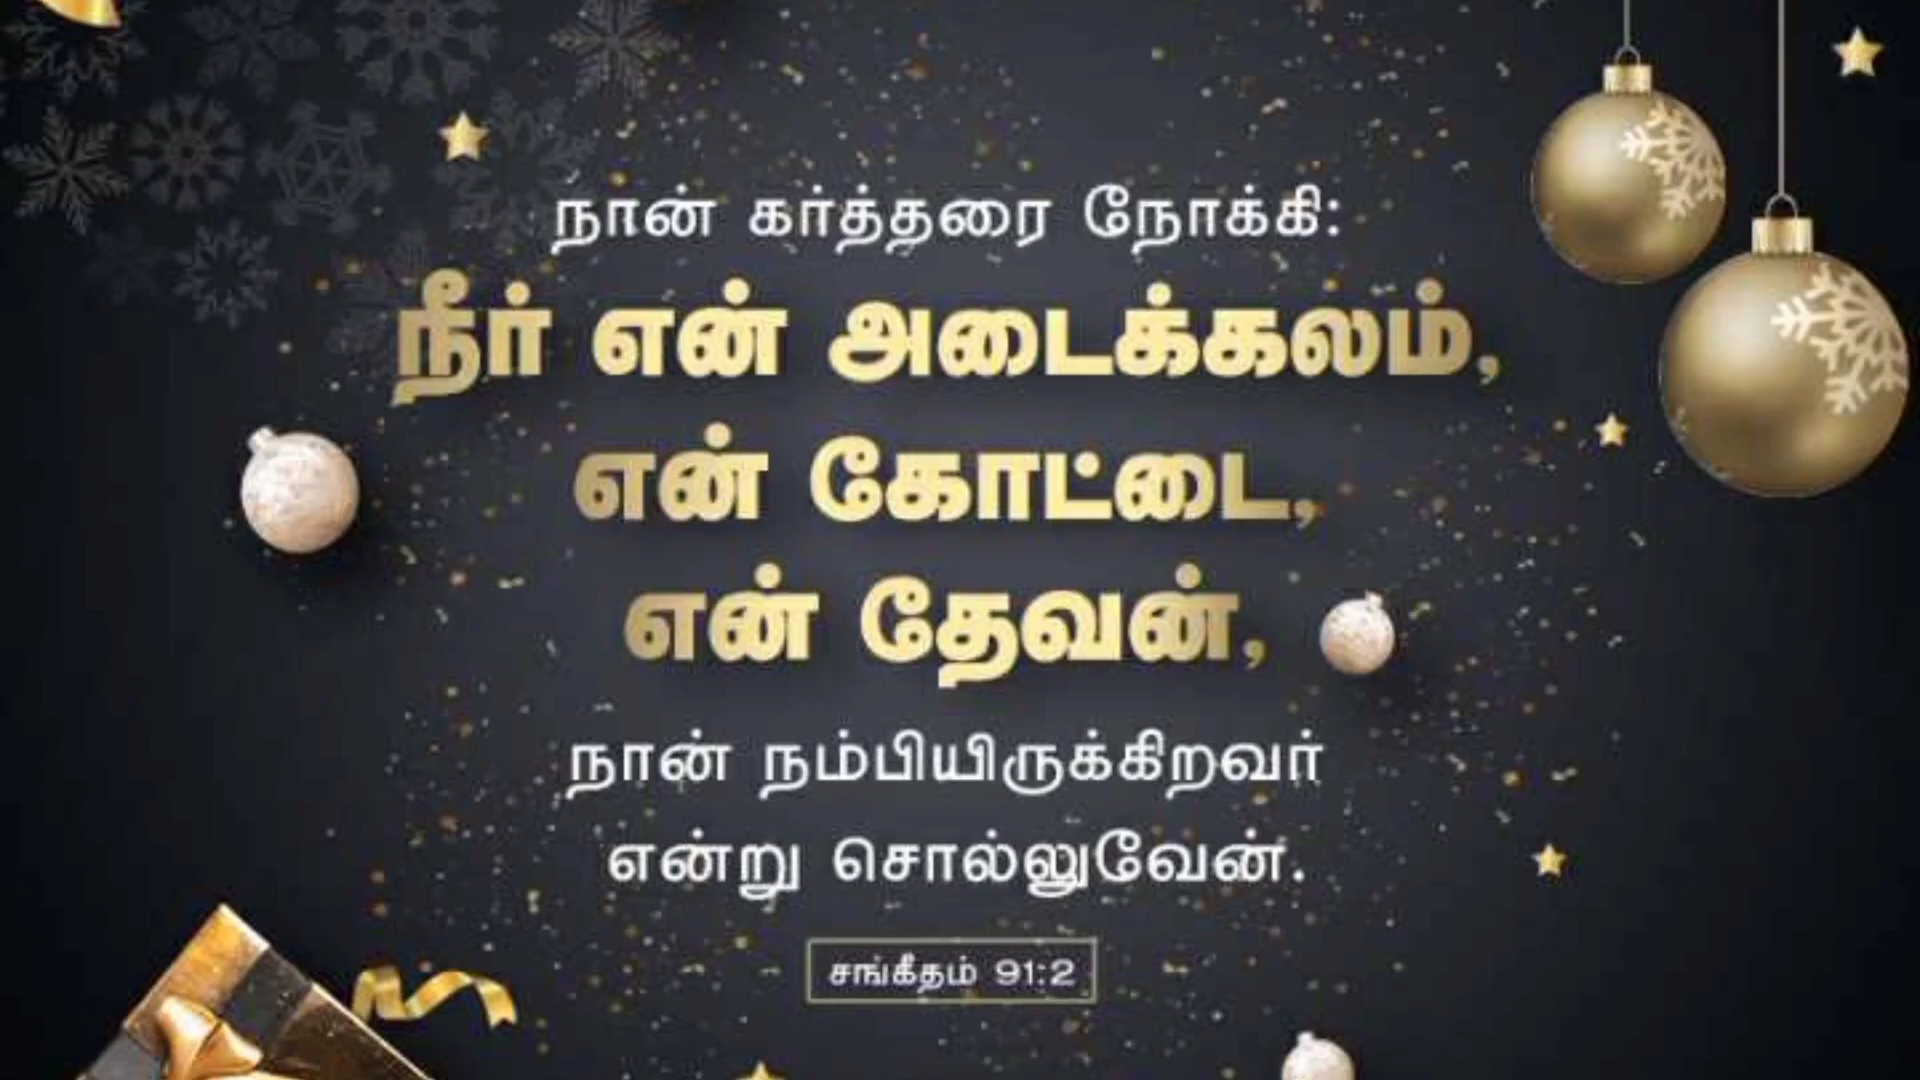 நான் கர்த்தரை நோக்கி:
நீர் என் அடைக்கலம்,
என் கோட்டை,
என் தேவன்,
நான் நம்பியிருக்கிறவர்
என்று சொல்லுவேன்.
சங்கீதம் 91:2